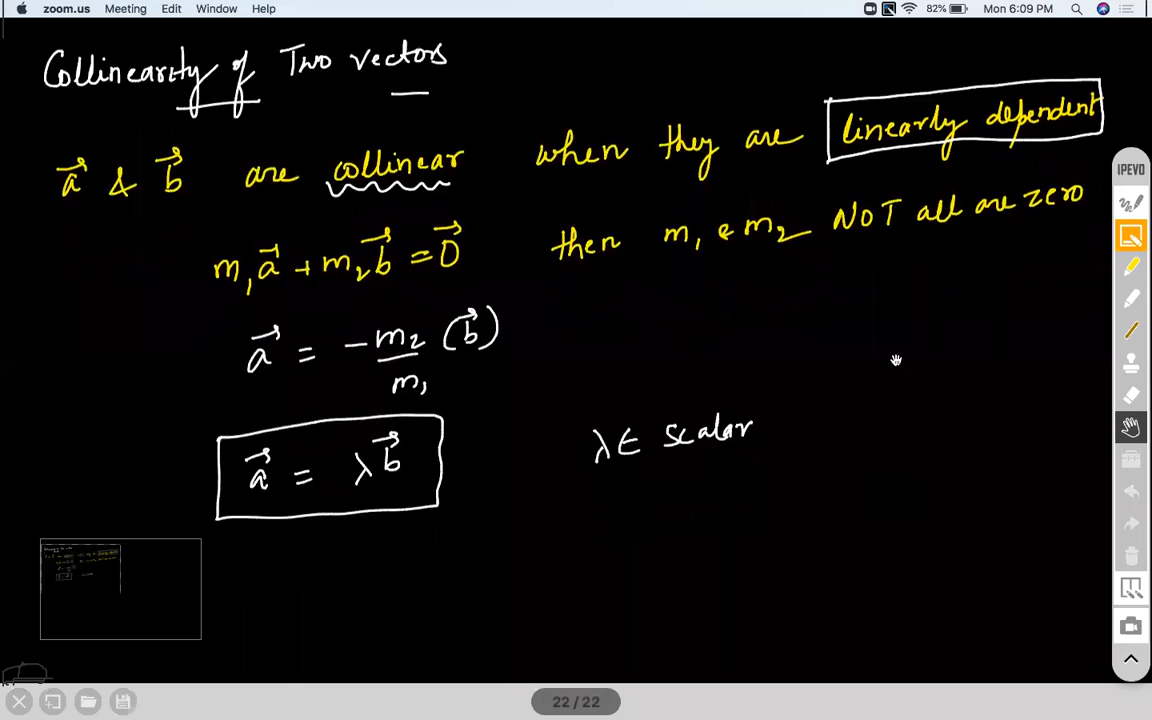 zoom.us Meeting Edit Window Help 82% Mon 6:09 PM
Collinearity of Two vectors
a⃗ & b⃗ are collinear when they are linearly dependent
m₁a⃗ + m₂b⃗ = 0⃗ then m₁ & m₂ NOT all are zero
a⃗ = -m₂/m₁ (b⃗)
a⃗ = λb⃗ λ ∈ scalar
IPEVO
22 / 22